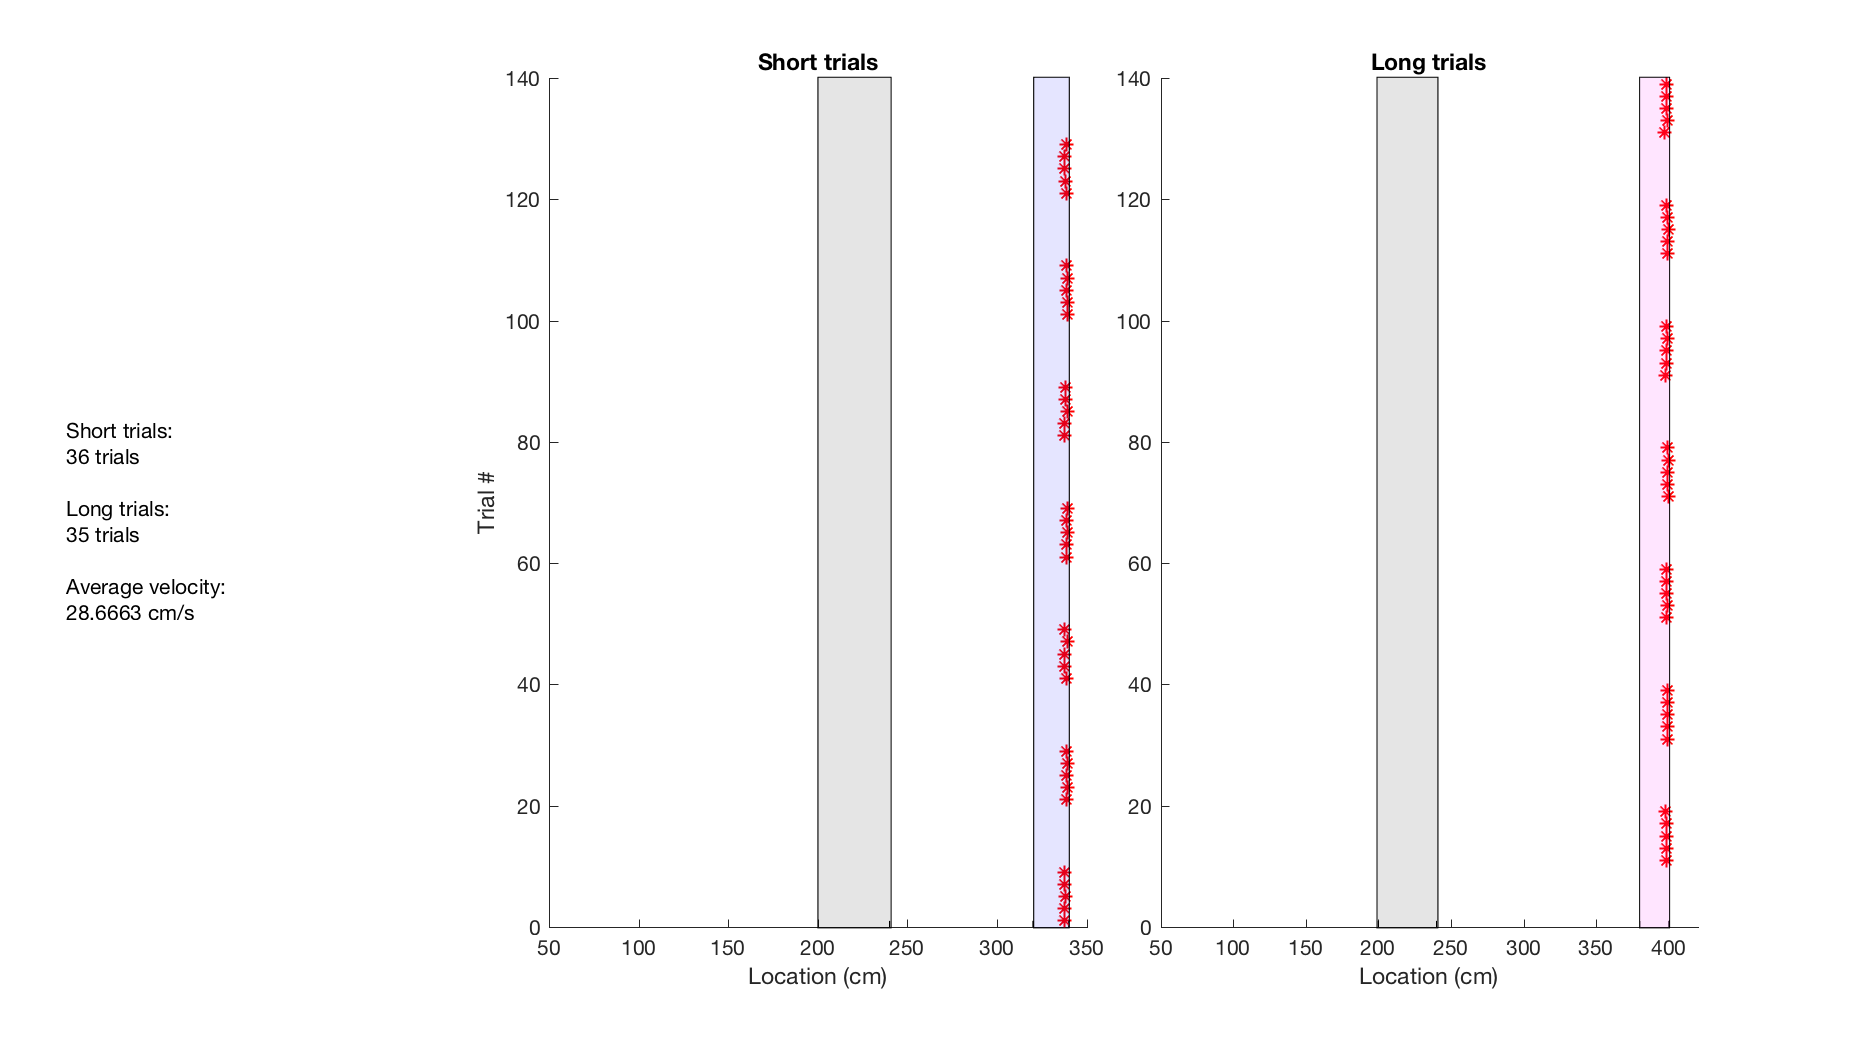 Short trials:
36 trials
Long trials:
35 trials
Average velocity:
28.6663 cm/s
Short trials
140
120
100
80
60
40
20
0
Trial #
50 100 150 200 250 300 350
Location (cm)
Long trials
140
120
100
80
60
40
20
0
50 100 150 200 250 300 350 400
Location (cm)